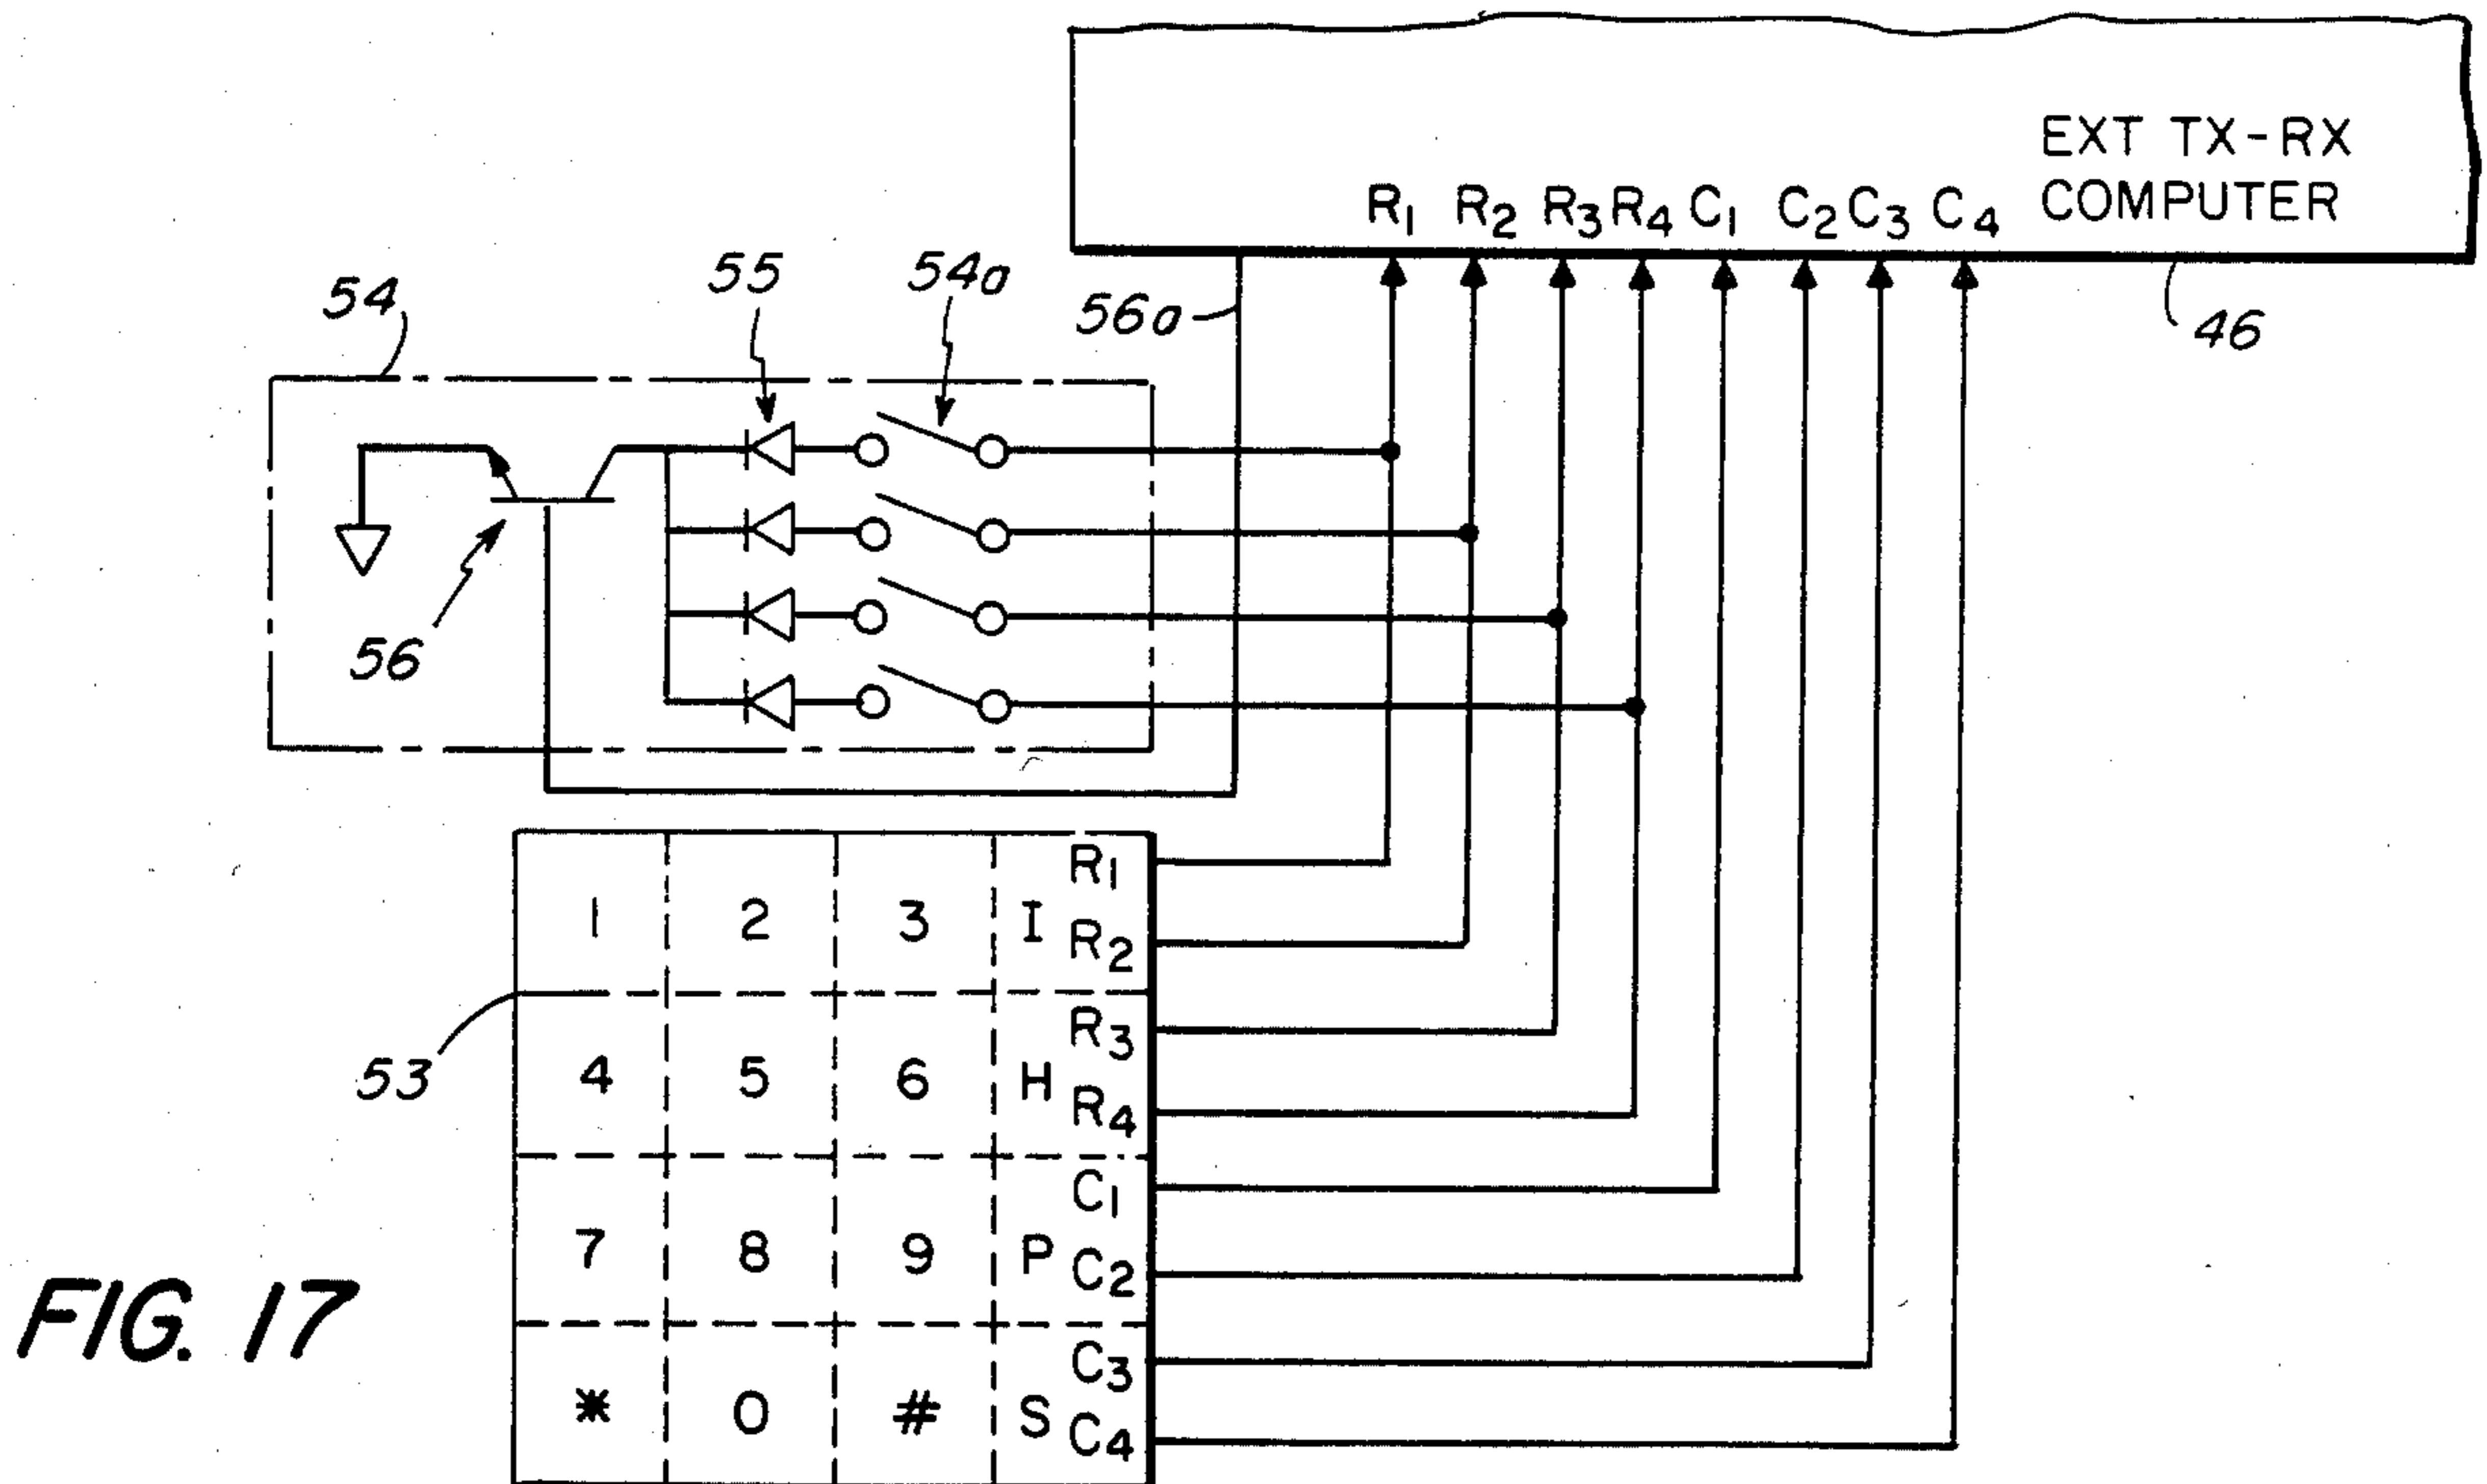 EXT TX-RX
COMPUTER
R1 R2 R3 R4 C1 C2 C3 C4
46
54
55
54a
56a
56
53
1 2 3 I
4 5 6 H
7 8 9 P
* 0 # S
R1
R2
R3
R4
C1
C2
C3
C4
FIG. 17